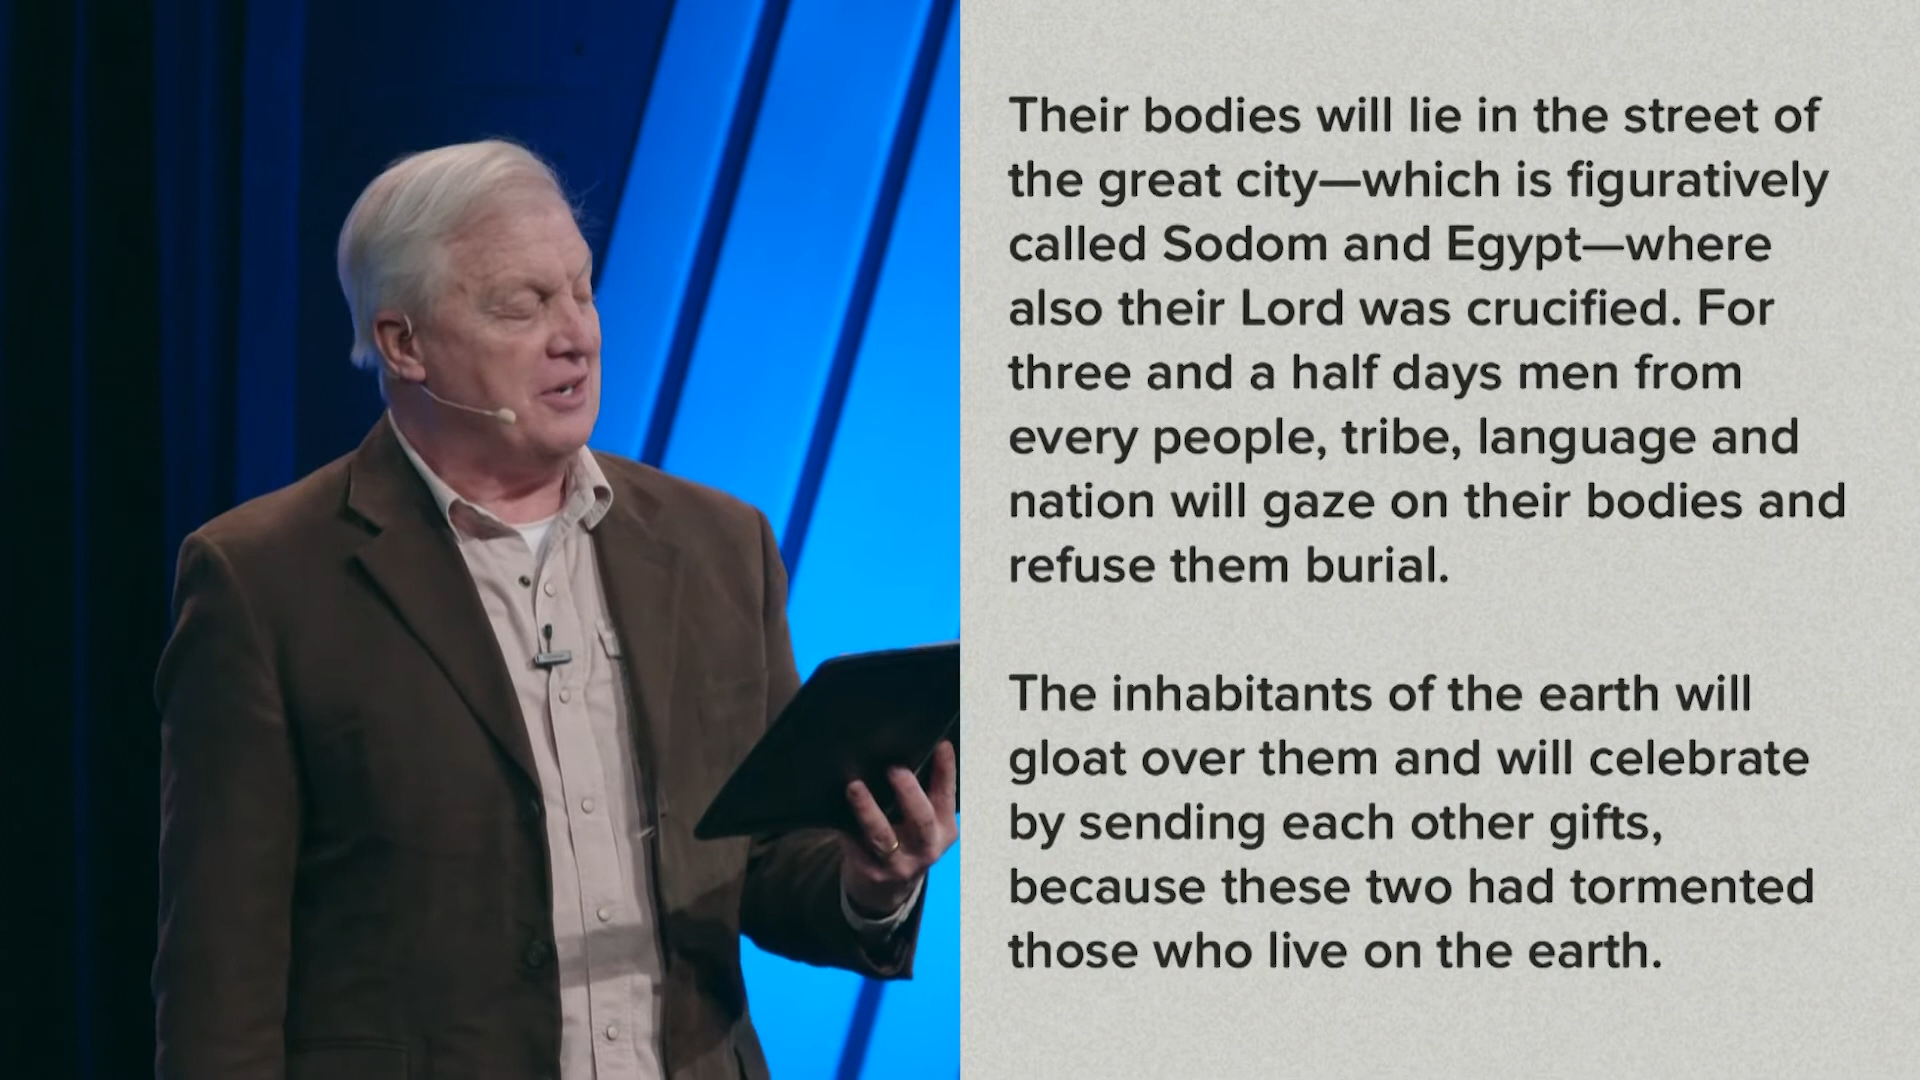 Their bodies will lie in the street of
the great city—which is figuratively
called Sodom and Egypt—where
also their Lord was crucified. For
three and a half days men from
every people, tribe, language and
nation will gaze on their bodies and
refuse them burial.
The inhabitants of the earth will
gloat over them and will celebrate
by sending each other gifts,
because these two had tormented
those who live on the earth.